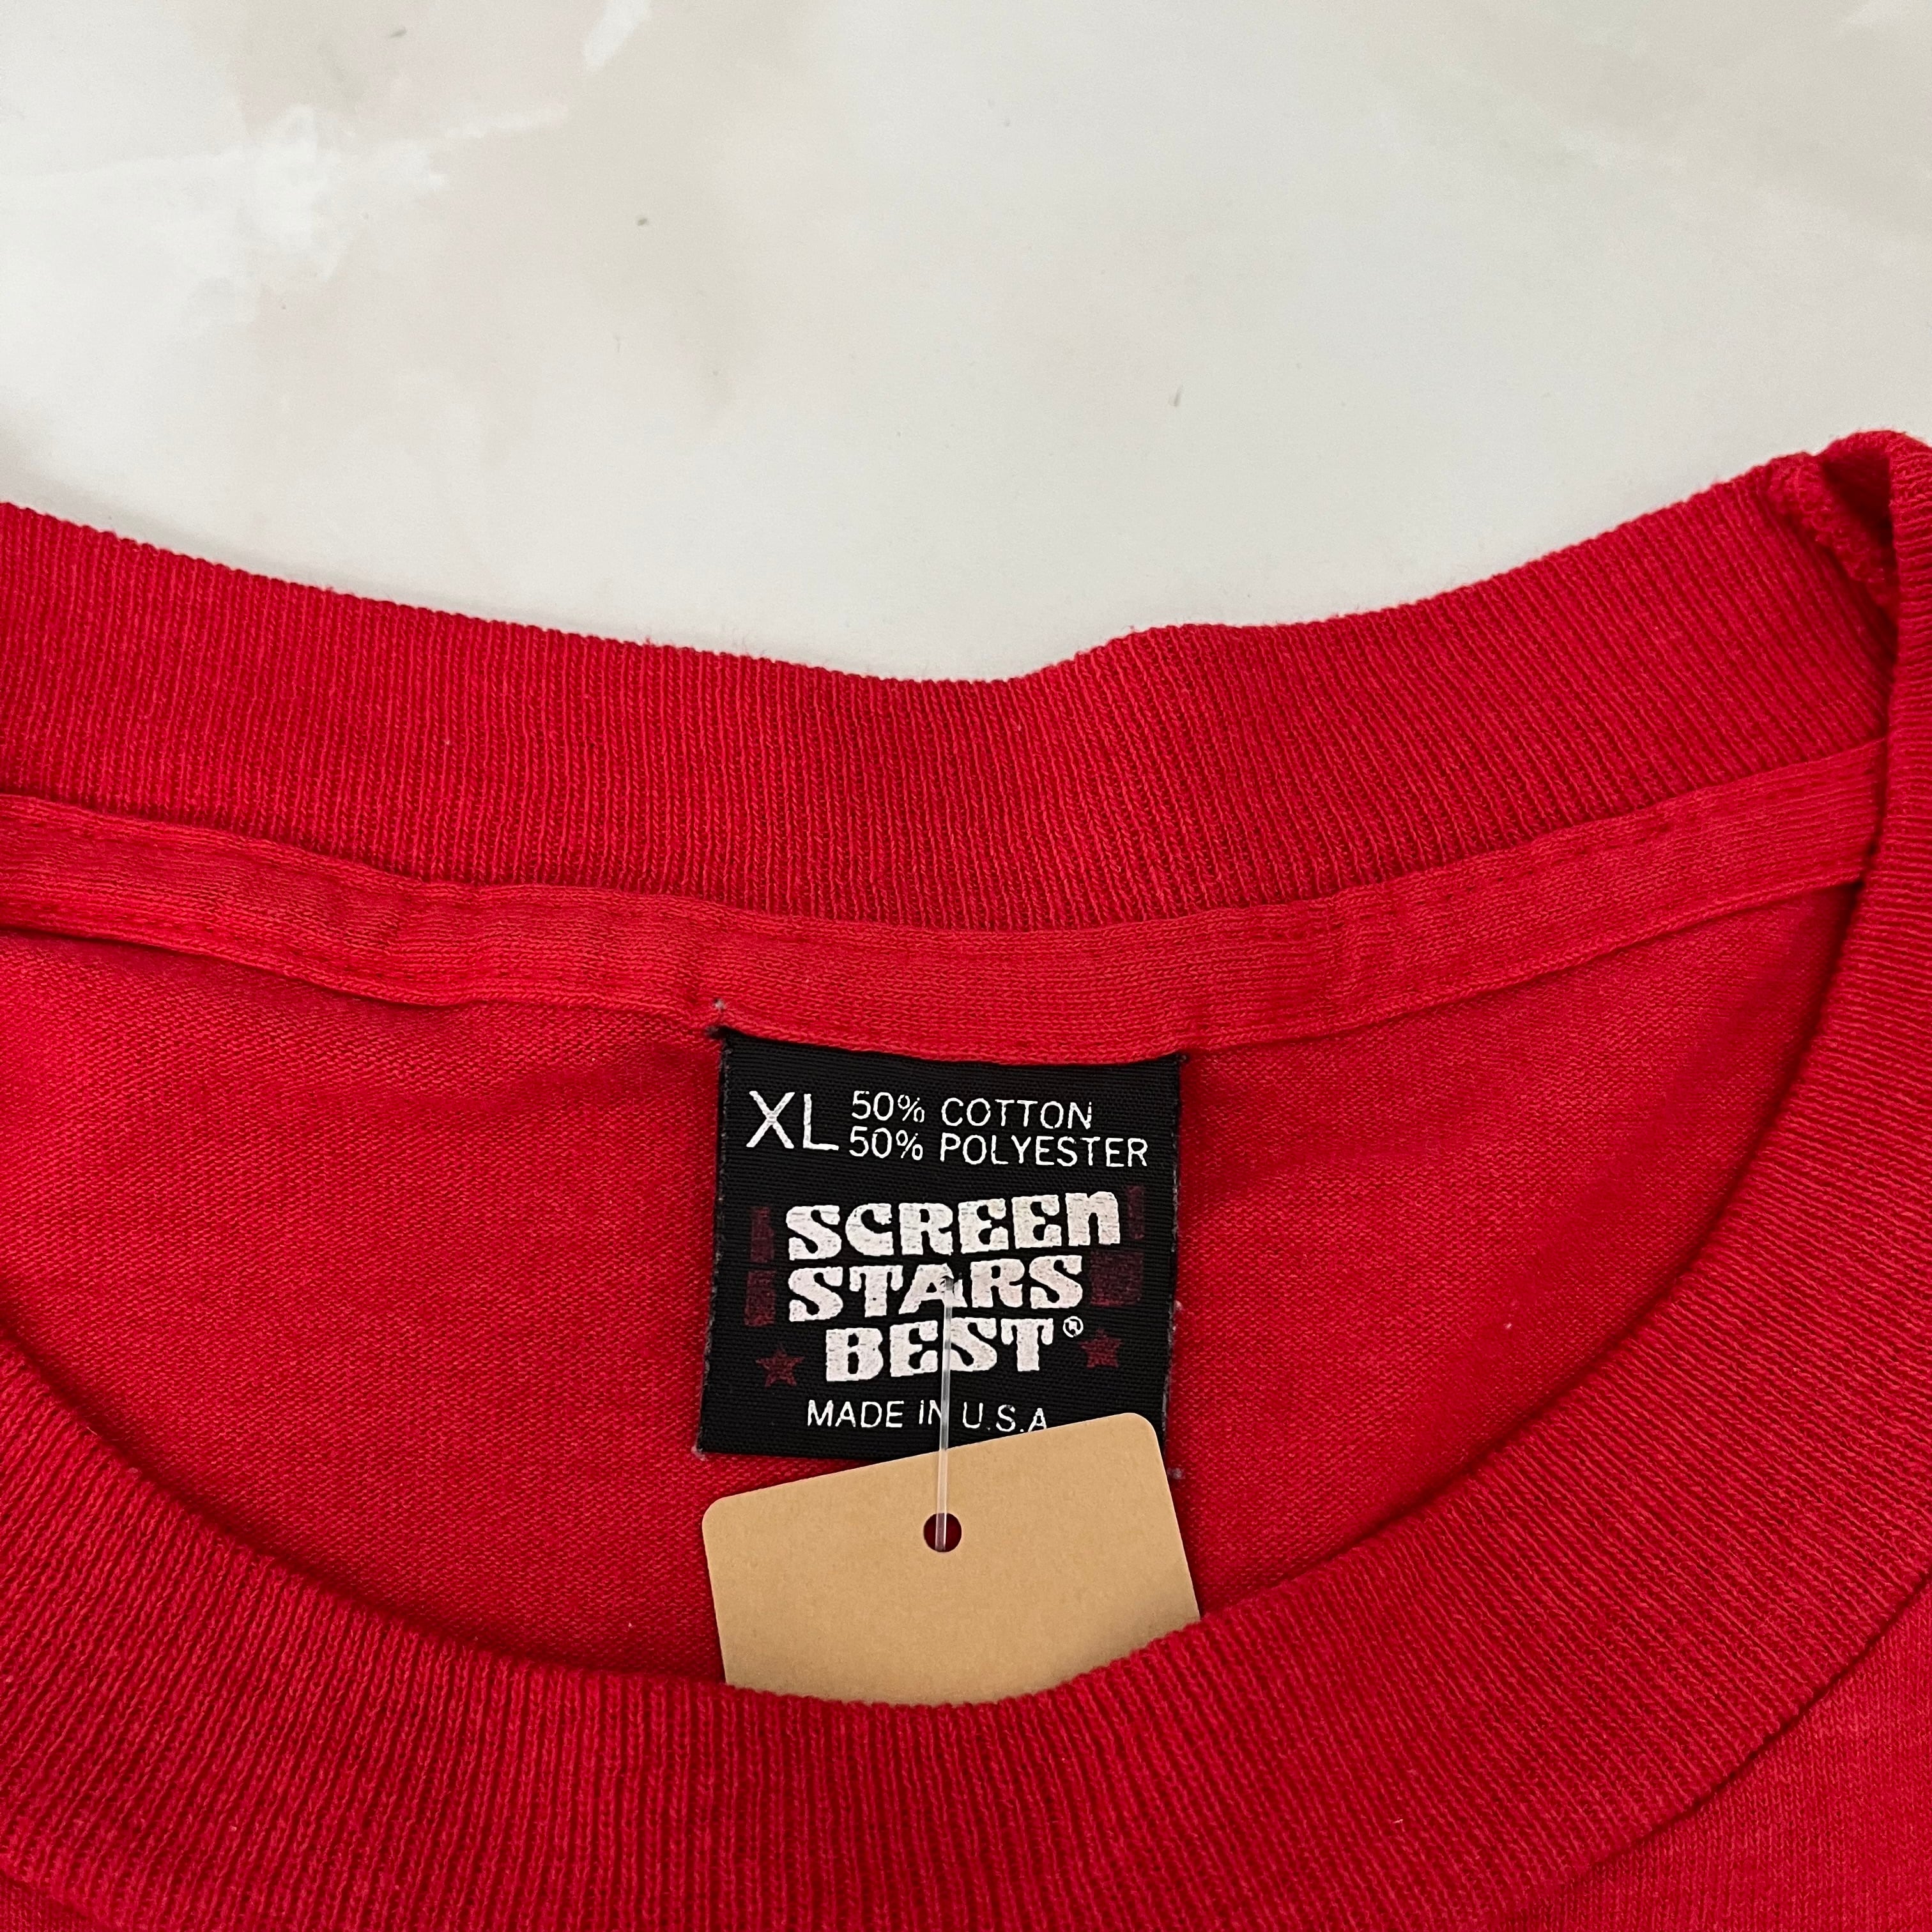 XL 50% COTTON
50% POLYESTER
SCREEN
STARS
BEST®
MADE IN U.S.A